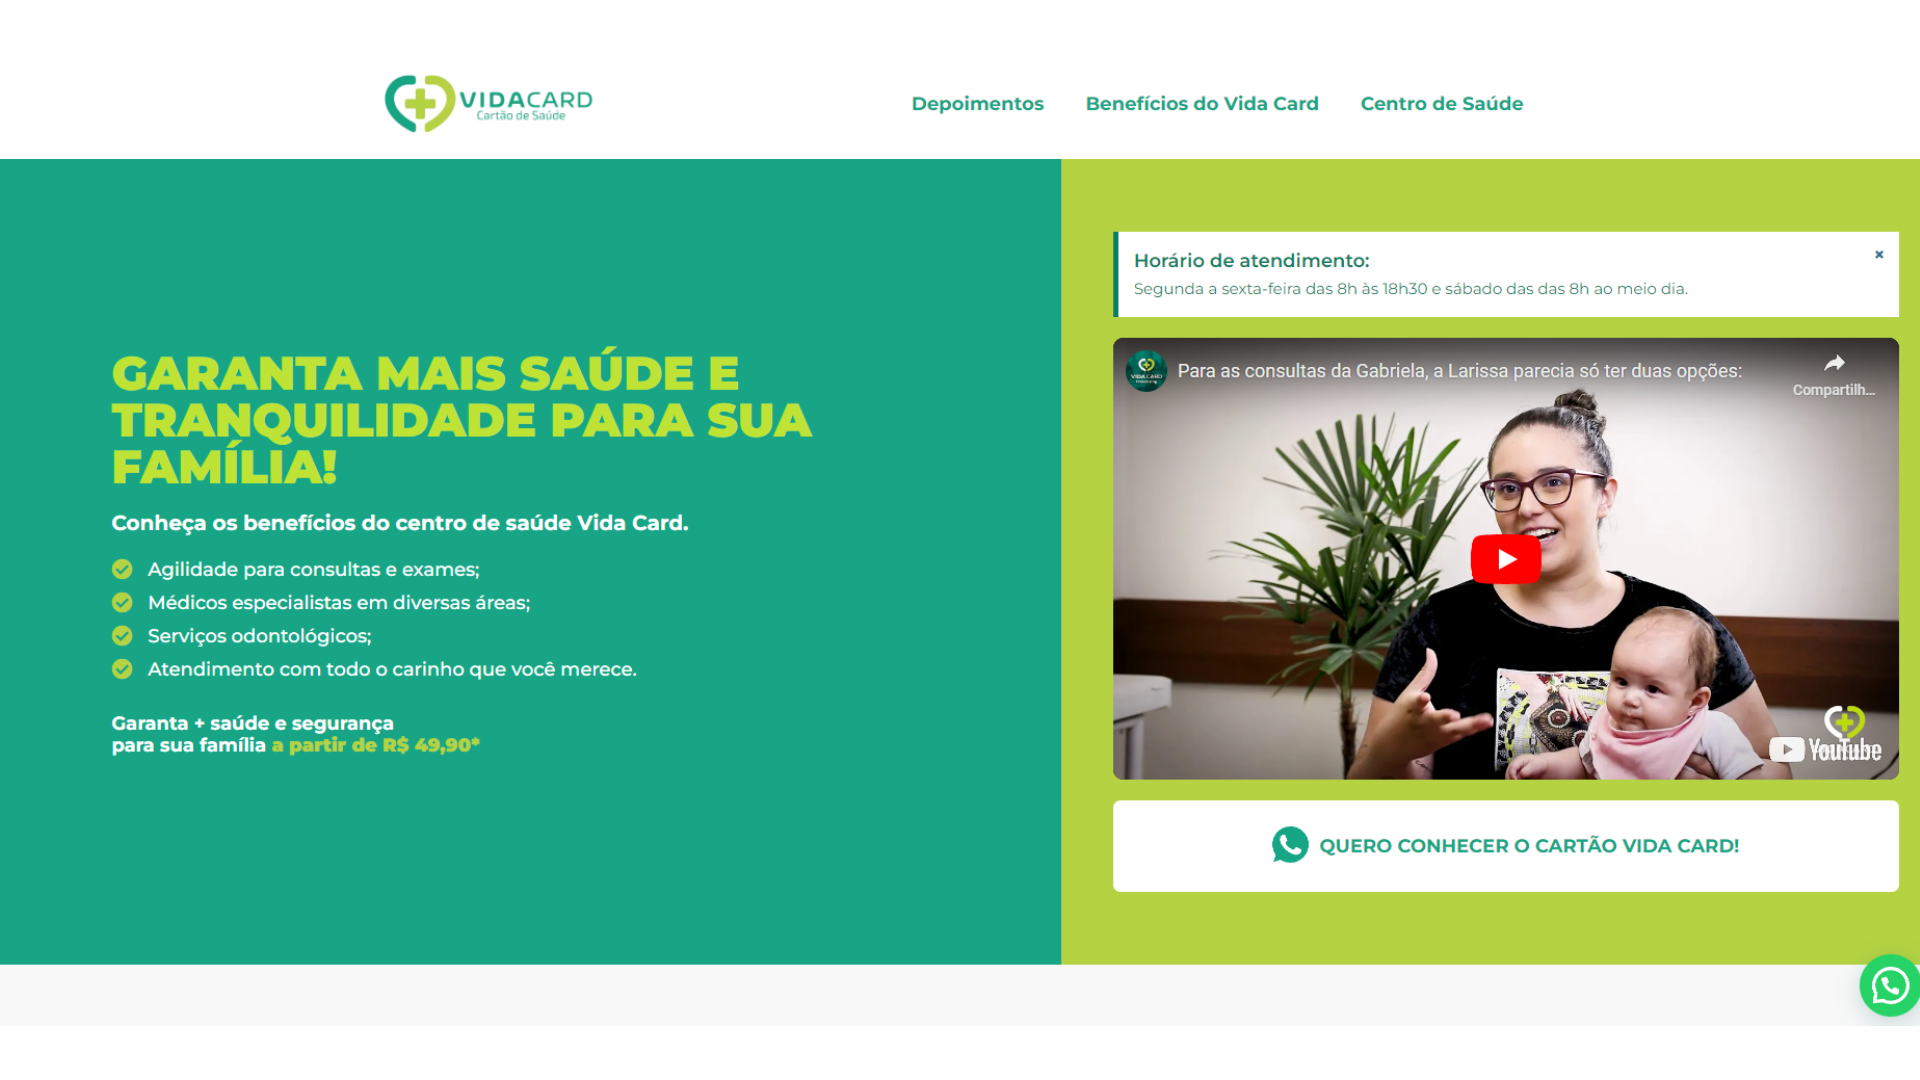 VIDACARD
Cartão de Saúde
Depoimentos
Benefícios do Vida Card
Centro de Saúde
GARANTA MAIS SAÚDE E
TRANQUILIDADE PARA SUA
FAMÍLIA!
Conheça os benefícios do centro de saúde Vida Card.
Agilidade para consultas e exames;
Médicos especialistas em diversas áreas;
Serviços odontológicos;
Atendimento com todo o carinho que você merece.
Garanta + saúde e segurança
para sua família a partir de R$ 49,90*
Horário de atendimento:
×
Segunda a sexta-feira das 8h às 18h30 e sábado das das 8h ao meio dia.
VIDACARD
Para as consultas da Gabriela, a Larissa parecia só ter duas opções:
Compartilh...
YouTube
QUERO CONHECER O CARTÃO VIDA CARD!